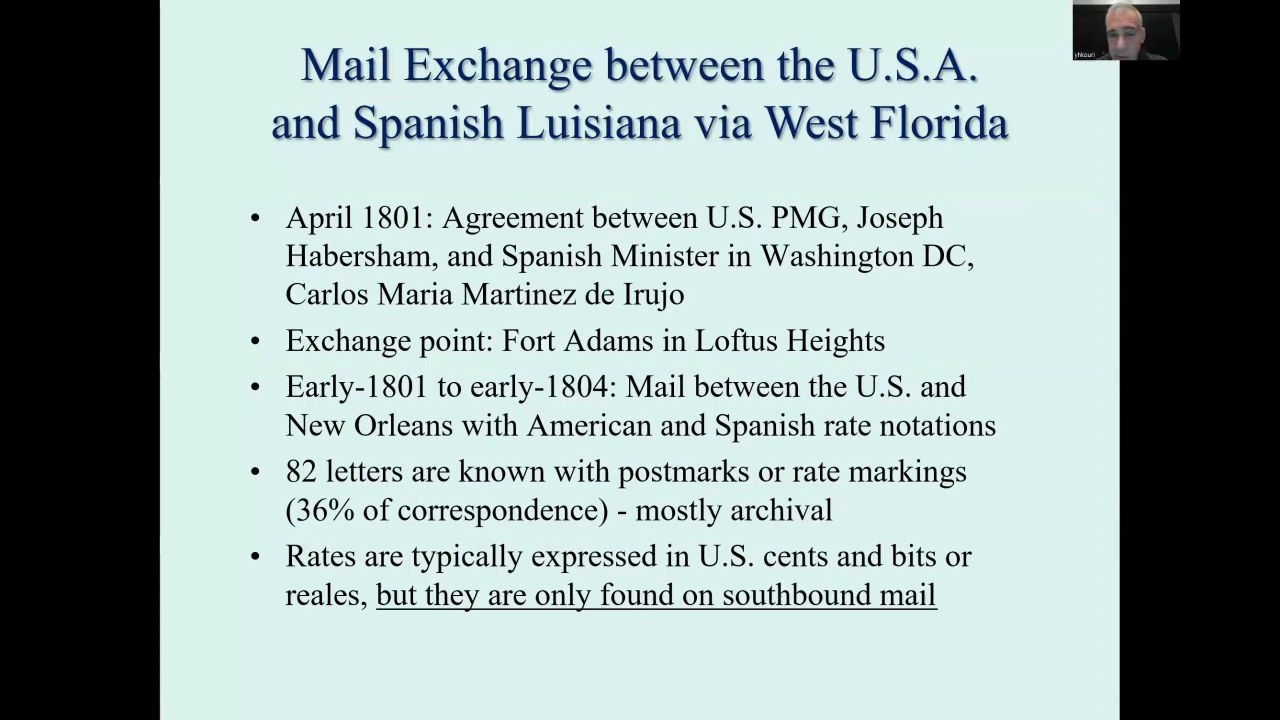 Mail Exchange between the U.S.A.
and Spanish Luisiana via West Florida
yhkouri
• April 1801: Agreement between U.S. PMG, Joseph
Habersham, and Spanish Minister in Washington DC,
Carlos Maria Martinez de Irujo
• Exchange point: Fort Adams in Loftus Heights
• Early-1801 to early-1804: Mail between the U.S. and
New Orleans with American and Spanish rate notations
• 82 letters are known with postmarks or rate markings
(36% of correspondence) - mostly archival
• Rates are typically expressed in U.S. cents and bits or
reales, but they are only found on southbound mail